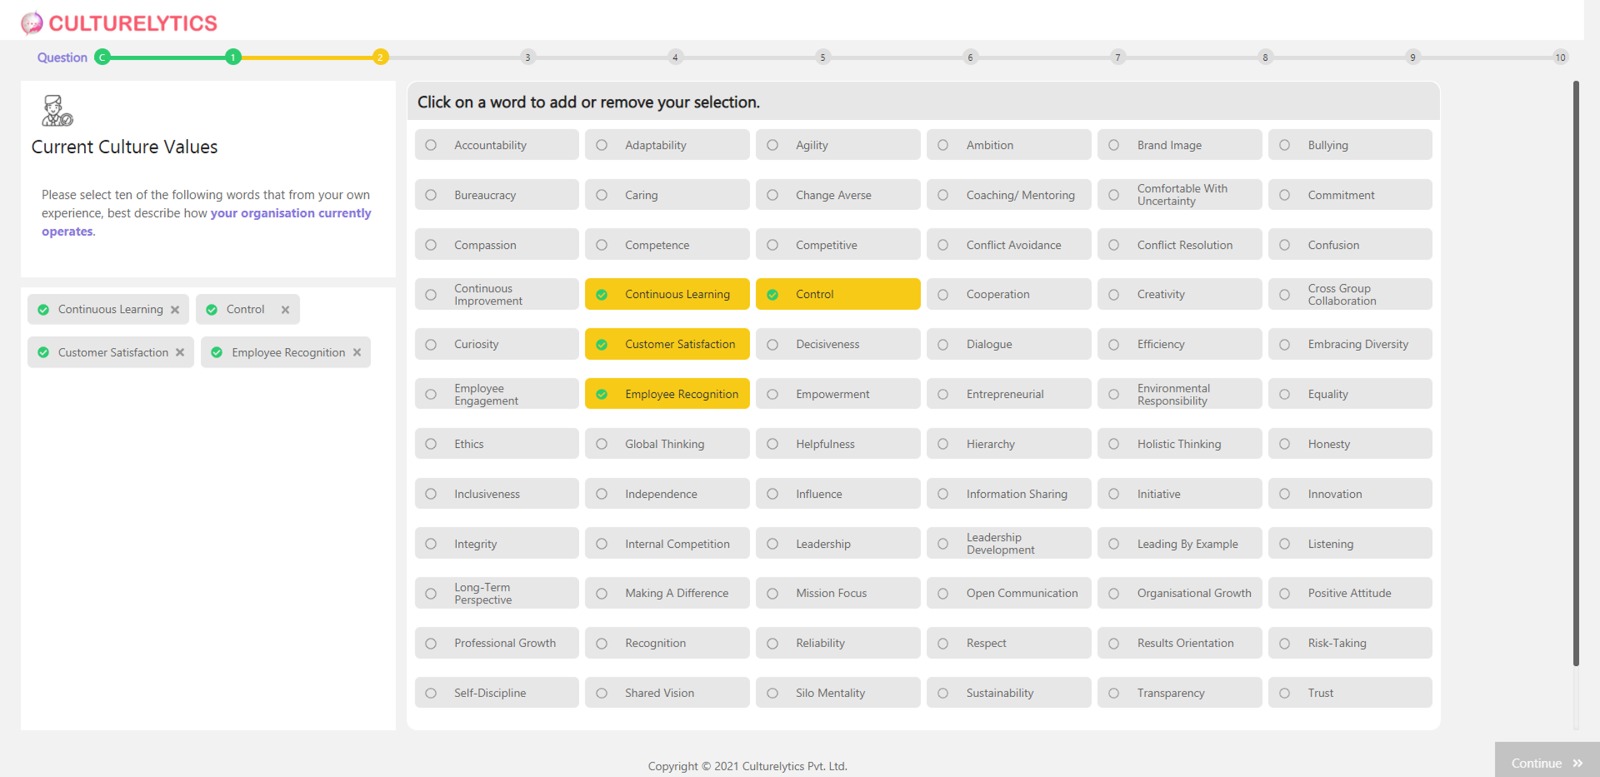 CULTURELYTICS
Question C 1 2 3 4 5 6 7 8 9 10
Current Culture Values
Please select ten of the following words that from your own
experience, best describe how your organisation currently
operates.
Continuous Learning Control
Customer Satisfaction Employee Recognition
Click on a word to add or remove your selection.
Accountability Adaptability Agility Ambition Brand Image Bullying
Bureaucracy Caring Change Averse Coaching/ Mentoring Comfortable With Uncertainty Commitment
Compassion Competence Competitive Conflict Avoidance Conflict Resolution Confusion
Continuous Improvement Continuous Learning Control Cooperation Creativity Cross Group Collaboration
Curiosity Customer Satisfaction Decisiveness Dialogue Efficiency Embracing Diversity
Employee Engagement Employee Recognition Empowerment Entrepreneurial Environmental Responsibility Equality
Ethics Global Thinking Helpfulness Hierarchy Holistic Thinking Honesty
Inclusiveness Independence Influence Information Sharing Initiative Innovation
Integrity Internal Competition Leadership Leadership Development Leading By Example Listening
Long-Term Perspective Making A Difference Mission Focus Open Communication Organisational Growth Positive Attitude
Professional Growth Recognition Reliability Respect Results Orientation Risk-Taking
Self-Discipline Shared Vision Silo Mentality Sustainability Transparency Trust
Copyright © 2021 Culturelytics Pvt. Ltd.
Continue